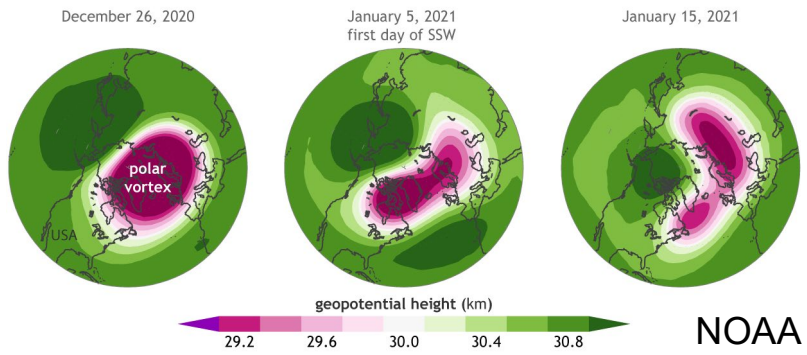 December 26, 2020
January 5, 2021
first day of SSW
January 15, 2021
polar
vortex
USA
geopotential height (km)
29.2 29.6 30.0 30.4 30.8
NOAA